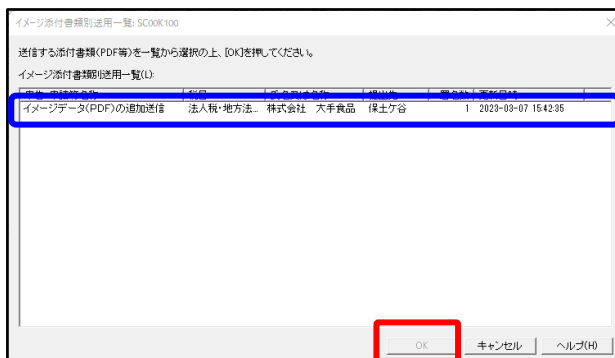 イメージ添付書類別送用一覧: SC00K100
送信する添付書類(PDF等)を一覧から選択の上、[OK]を押してください。
イメージ添付書類別送用一覧(L):
イメージデータ(PDF)の追加送信 法人税・地方法... 株式会社 大手食品 保土ケ谷 1 2023-03-07 15:42:35
OK キャンセル ヘルプ(H)